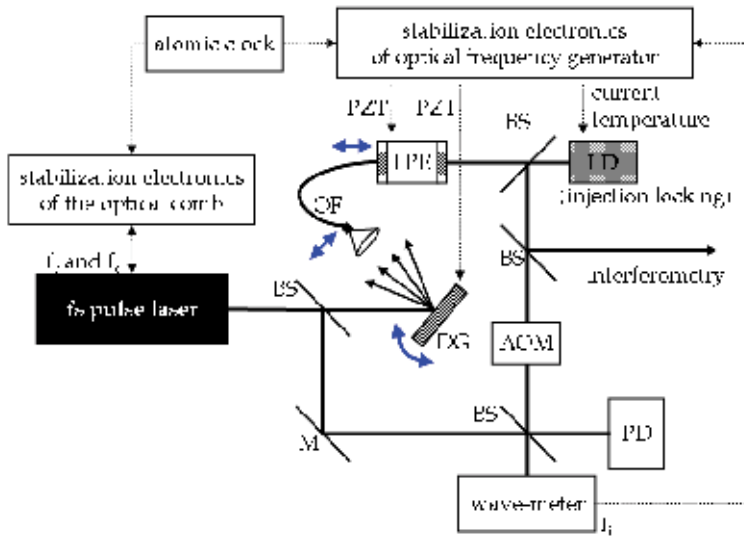 atomic clock
stabilization electronics
of optical frequency generator
PZT
PZT
current
temperature
BS
LD
(injection locking)
stabilization electronics
of the optical comb
OF
BS
interferometry
fs pulse laser
BS
DG
AOM
BS
M
PD
wave-meter